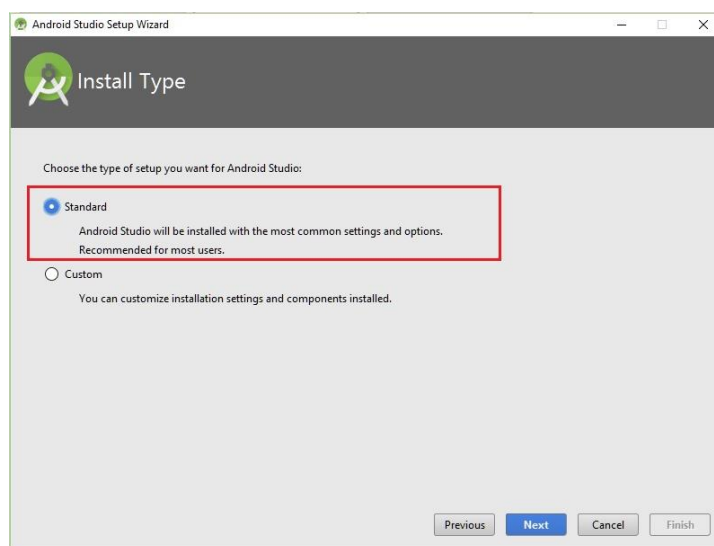 Android Studio Setup Wizard
Install Type
Choose the type of setup you want for Android Studio:
Standard
Android Studio will be installed with the most common settings and options.
Recommended for most users.
Custom
You can customize installation settings and components installed.
Previous Next Cancel Finish